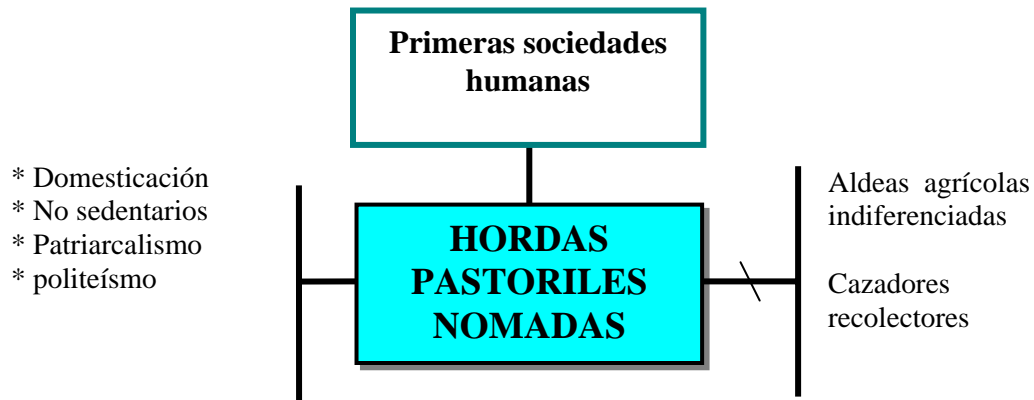 Primeras sociedades
humanas
* Domesticación
* No sedentarios
* Patriarcalismo
* politeísmo
HORDAS
PASTORILES
NOMADAS
Aldeas agrícolas
indiferenciadas
Cazadores
recolectores